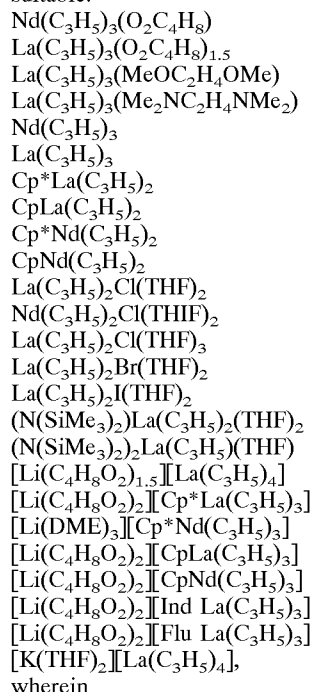 suitable:
Nd(C₃H₅)₃(O₂C₄H₈)
La(C₃H₅)₃(O₂C₄H₈)₁.₅
La(C₃H₅)₃(MeOC₂H₄OMe)
La(C₃H₅)₃(Me₂NC₂H₄NMe₂)
Nd(C₃H₅)₃
La(C₃H₅)₃
Cp*La(C₃H₅)₂
CpLa(C₃H₅)₂
Cp*Nd(C₃H₅)₂
CpNd(C₃H₅)₂
La(C₃H₅)₂Cl(THF)₂
Nd(C₃H₅)₂Cl(THIF)₂
La(C₃H₅)₂Cl(THF)₃
La(C₃H₅)₂Br(THF)₂
La(C₃H₅)₂I(THF)₂
(N(SiMe₃)₂)La(C₃H₅)₂(THF)₂
(N(SiMe₃)₂)₂La(C₃H₅)(THF)
[Li(C₄H₈O₂)₁.₅][La(C₃H₅)₄]
[Li(C₄H₈O₂)₂][Cp*La(C₃H₅)₃]
[Li(DME)₃][Cp*Nd(C₃H₅)₃]
[Li(C₄H₈O₂)₂][CpLa(C₃H₅)₃]
[Li(C₄H₈O₂)₂][CpNd(C₃H₅)₃]
[Li(C₄H₈O₂)₂][Ind La(C₃H₅)₃]
[Li(C₄H₈O₂)₂][Flu La(C₃H₅)₃]
[K(THF)₂][La(C₃H₅)₄],
wherein